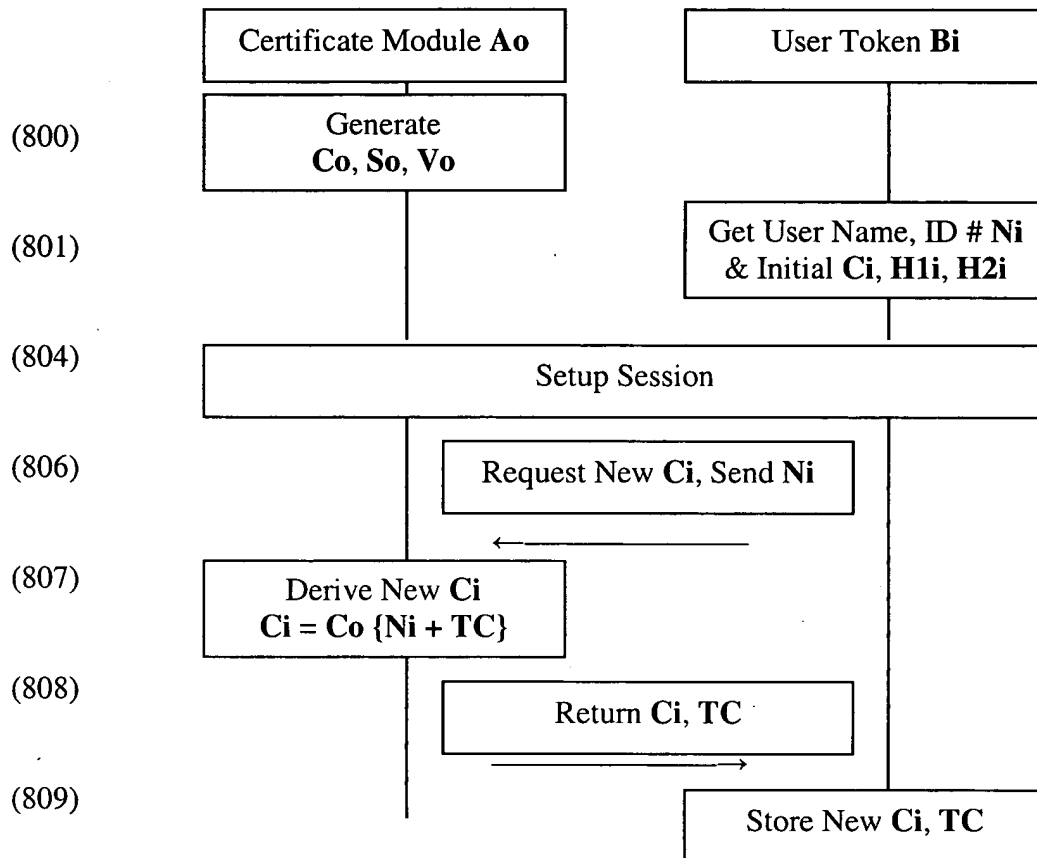 Certificate Module Ao
User Token Bi
(800)
Generate
Co, So, Vo
(801)
Get User Name, ID # Ni
& Initial Ci, H1i, H2i
(804)
Setup Session
(806)
Request New Ci, Send Ni
(807)
Derive New Ci
Ci = Co {Ni + TC}
(808)
Return Ci, TC
(809)
Store New Ci, TC